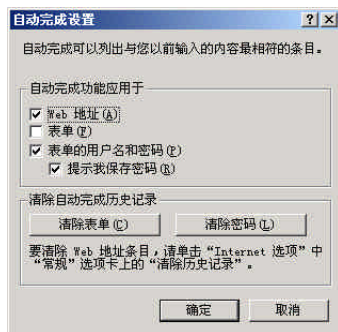 自动完成设置
自动完成可以列出与您以前输入的内容最相符的条目。
自动完成功能应用于
Web 地址(A)
表单(F)
表单的用户名和密码(P)
提示我保存密码(R)
清除自动完成历史记录
清除表单(C) 清除密码(L)
要清除 Web 地址条目，请单击“Internet 选项”中
“常规”选项卡上的“清除历史记录”。
确定 取消